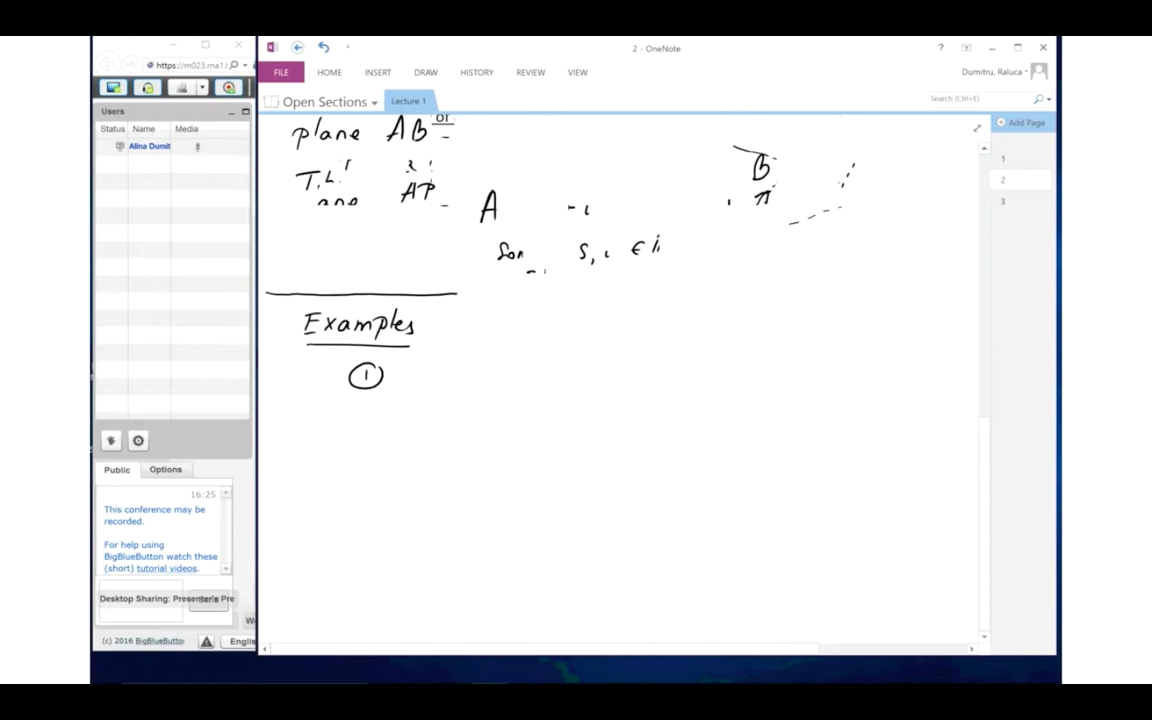 https://m023.ma1.l
Users
Status Name Media
Alina Dumit
Public Options
16:25
This conference may be
recorded.
For help using
BigBlueButton watch these
(short) tutorial videos.
Desktop Sharing: Presenter's Pre
(c) 2016 BigBlueButto
Englis
2 - OneNote
?
FILE HOME INSERT DRAW HISTORY REVIEW VIEW
Dumitru, Raluca
Open Sections Lecture 1
Search (Ctrl+E)
Add Page
1
2
3
plane AB
B
A
Examples
1